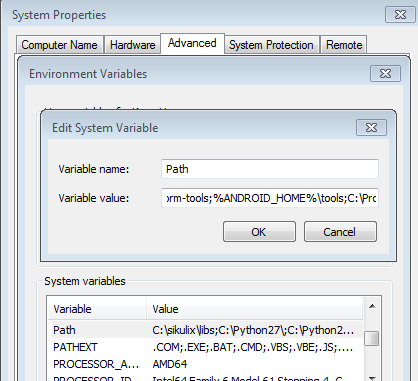 System Properties
Computer Name Hardware Advanced System Protection Remote
Environment Variables
Edit System Variable
Variable name: Path
Variable value: orm-tools;%ANDROID_HOME%\tools;C:\Pro
OK Cancel
System variables
Variable Value
Path C:\sikulix\libs;C:\Python27\;C:\Python2...
PATHEXT .COM;.EXE;.BAT;.CMD;.VBS;.VBE;.JS;....
PROCESSOR_A... AMD64
PROCESSOR_ID Intel64 Family 6 Model 61 Stepping 4, G